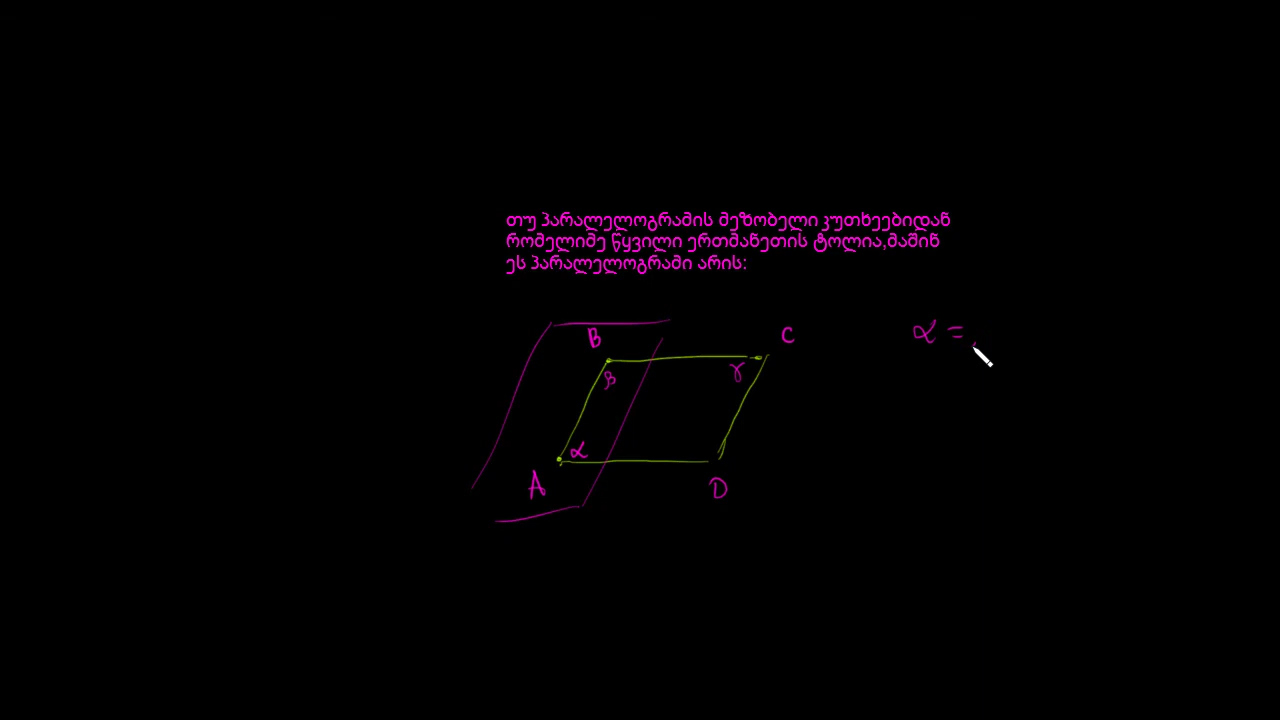 თუ პარალელოგრამის მეზობელი კუთხეებიდან
რომელიმე წყვილი ერთმანეთის ტოლია,მაშინ
ეს პარალელოგრამი არის:
B
C
α =
β
γ
α
A
D